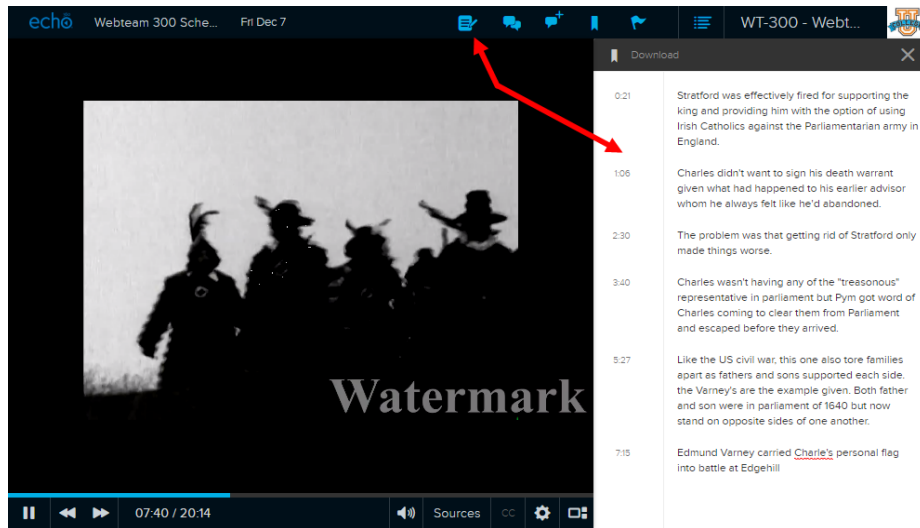 echo Webteam 300 Sche... Fri Dec 7 WT-300 - Webt...
Download
0:21 Stratford was effectively fired for supporting the
king and providing him with the option of using
Irish Catholics against the Parliamentarian army in
England.
1:06 Charles didn't want to sign his death warrant
given what had happened to his earlier advisor
whom he always felt like he'd abandoned.
2:30 The problem was that getting rid of Stratford only
made things worse.
3:40 Charles wasn't having any of the "treasonous"
representative in parliament but Pym got word of
Charles coming to clear them from Parliament
and escaped before they arrived.
5:27 Like the US civil war, this one also tore families
apart as fathers and sons supported each side.
the Varney's are the example given. Both father
and son were in parliament of 1640 but now
stand on opposite sides of one another.
7:15 Edmund Varney carried Charle's personal flag
into battle at Edgehill
Watermark
07:40 / 20:14 Sources CC